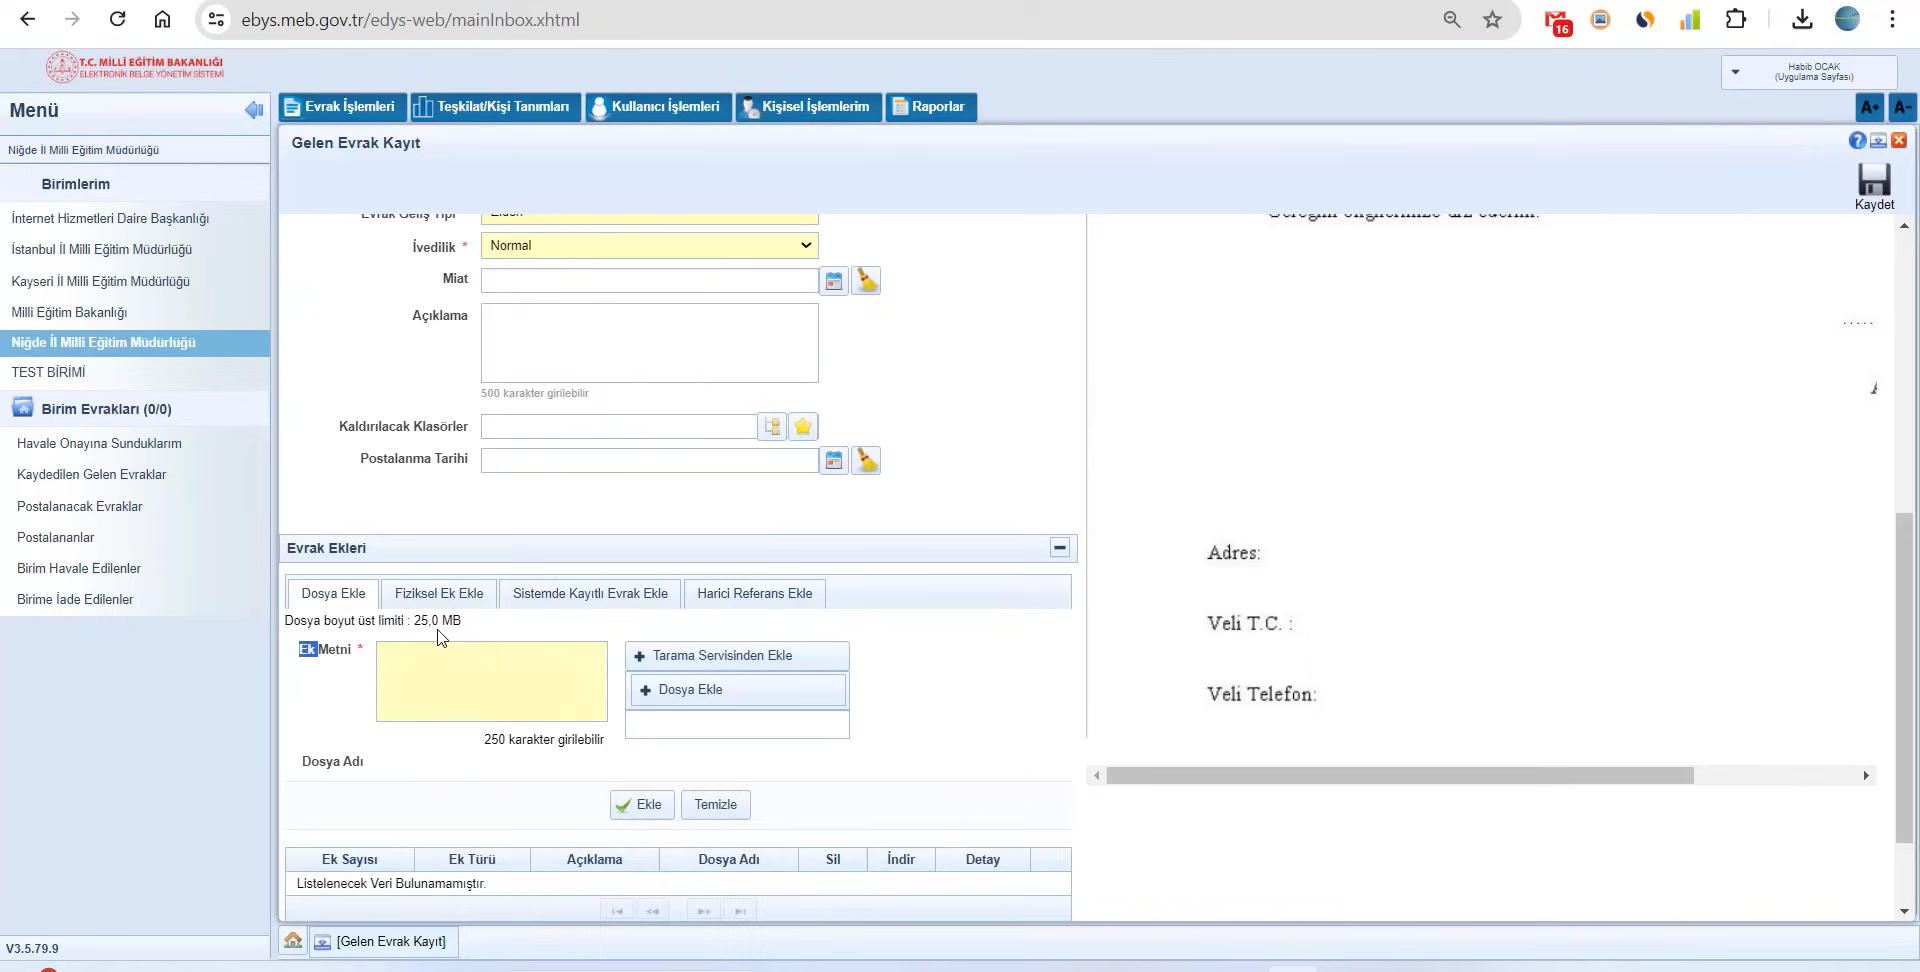 ebys.meb.gov.tr/edys-web/mainInbox.xhtml
16
T.C. MİLLİ EĞİTİM BAKANLIĞI
ELEKTRONİK BELGE YÖNETİM SİSTEMİ
Habib OCAK
(Uygulama Sayfası)
Menü
Evrak İşlemleri
Teşkilat/Kişi Tanımları
Kullanıcı İşlemleri
Kişisel İşlemlerim
Raporlar
A+
A-
Niğde İl Milli Eğitim Müdürlüğü
Birimlerim
İnternet Hizmetleri Daire Başkanlığı
İstanbul İl Milli Eğitim Müdürlüğü
Kayseri İl Milli Eğitim Müdürlüğü
Milli Eğitim Bakanlığı
Niğde İl Milli Eğitim Müdürlüğü
TEST BİRİMİ
Birim Evrakları (0/0)
Havale Onayına Sunduklarım
Kaydedilen Gelen Evraklar
Postalanacak Evraklar
Postalananlar
Birim Havale Edilenler
Birime İade Edilenler
V3.5.79.9
Gelen Evrak Kayıt
Kaydet
Evrak Geliş Tipi
Elden
İvedilik *
Normal
Miat
Açıklama
500 karakter girilebilir
Kaldırılacak Klasörler
Postalanma Tarihi
Evrak Ekleri
Dosya Ekle
Fiziksel Ek Ekle
Sistemde Kayıtlı Evrak Ekle
Harici Referans Ekle
Dosya boyut üst limiti : 25,0 MB
Ek Metni *
Tarama Servisinden Ekle
Dosya Ekle
250 karakter girilebilir
Dosya Adı
Ekle
Temizle
Ek Sayısı
Ek Türü
Açıklama
Dosya Adı
Sil
İndir
Detay
Listelenecek Veri Bulunamamıştır.
[Gelen Evrak Kayıt]
.....
Adres:
Veli T.C. :
Veli Telefon: